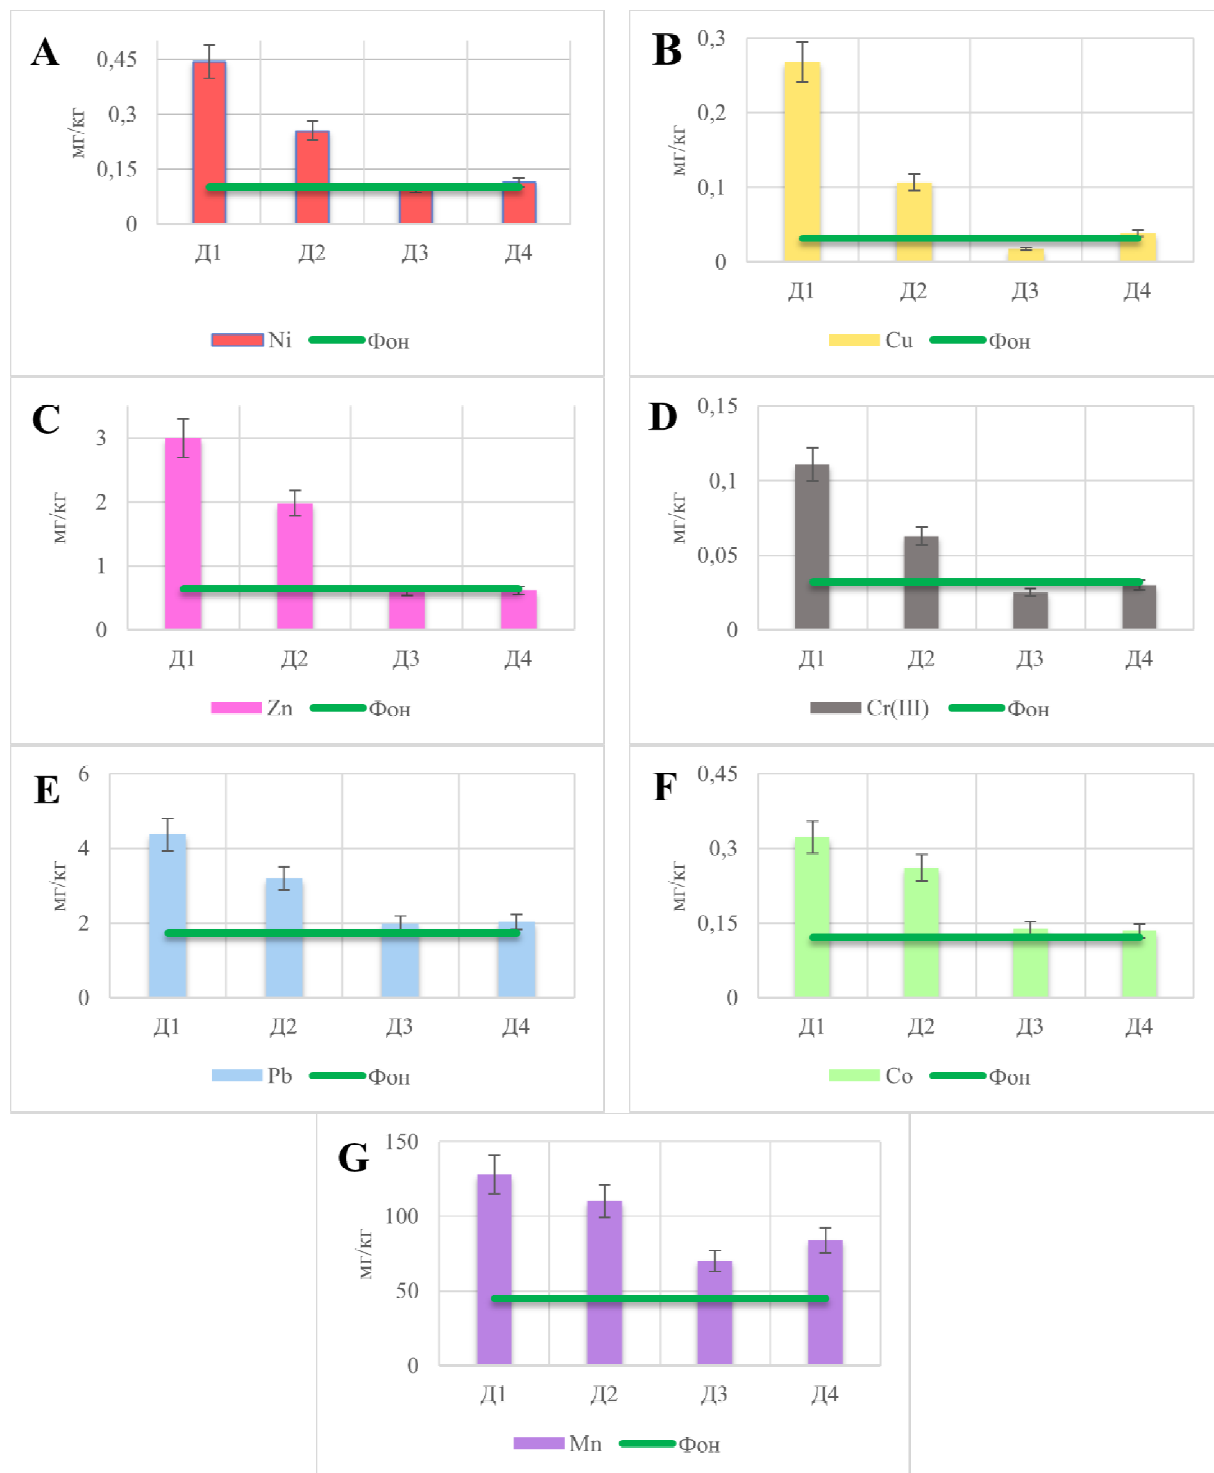 A
мг/кг
0,45
0,3
0,15
0
Д1 Д2 Д3 Д4
Ni Фон
B
мг/кг
0,3
0,2
0,1
0
Д1 Д2 Д3 Д4
Cu Фон
C
мг/кг
3
2
1
0
Д1 Д2 Д3 Д4
Zn Фон
D
мг/кг
0,15
0,1
0,05
0
Д1 Д2 Д3 Д4
Cr(III) Фон
E
мг/кг
6
4
2
0
Д1 Д2 Д3 Д4
Pb Фон
F
мг/кг
0,45
0,3
0,15
0
Д1 Д2 Д3 Д4
Co Фон
G
мг/кг
150
100
50
0
Д1 Д2 Д3 Д4
Mn Фон